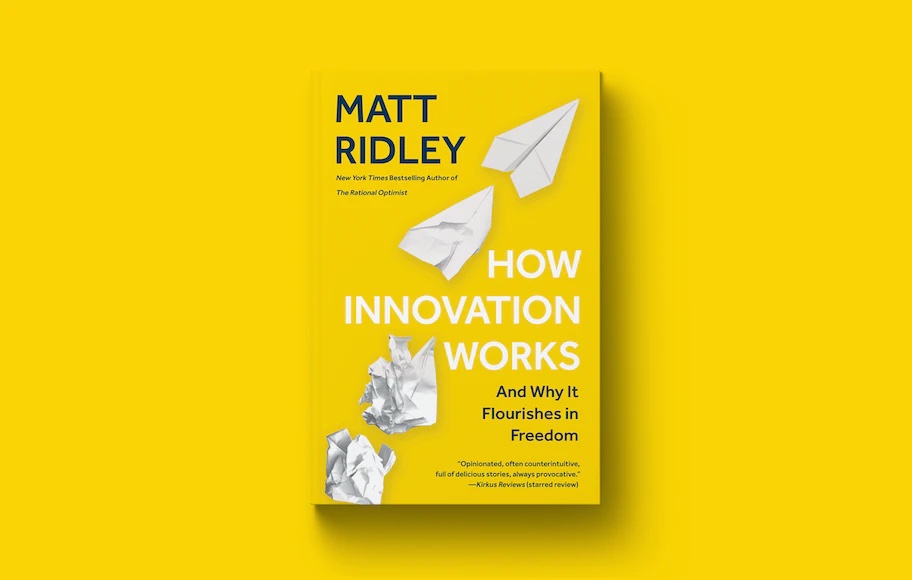 MATT
RIDLEY
New York Times Bestselling Author of
The Rational Optimist
HOW
INNOVATION
WORKS
And Why It
Flourishes in
Freedom
“Opinionated, often counterintuitive,
full of delicious stories, always provocative.”
—Kirkus Reviews (starred review)